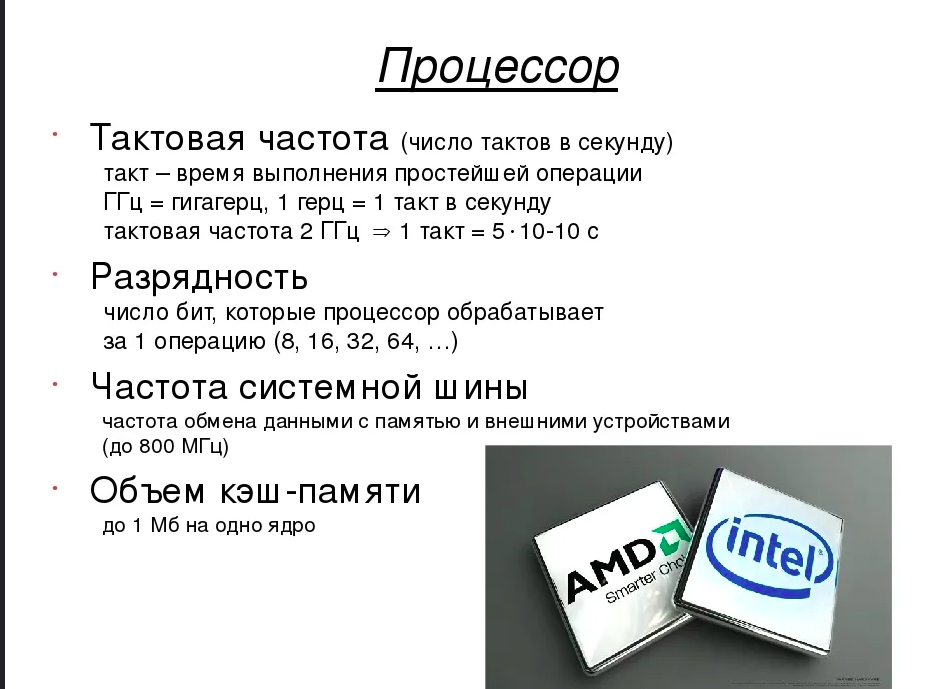 Процессор
Тактовая частота (число тактов в секунду)
такт – время выполнения простейшей операции
ГГц = гигагерц, 1 герц = 1 такт в секунду
тактовая частота 2 ГГц ⇒ 1 такт = 5·10-10 с
Разрядность
число бит, которые процессор обрабатывает
за 1 операцию (8, 16, 32, 64, …)
Частота системной шины
частота обмена данными с памятью и внешними устройствами
(до 800 МГц)
Объем кэш-памяти
до 1 Мб на одно ядро
AMD
Smarter Choi
intel®